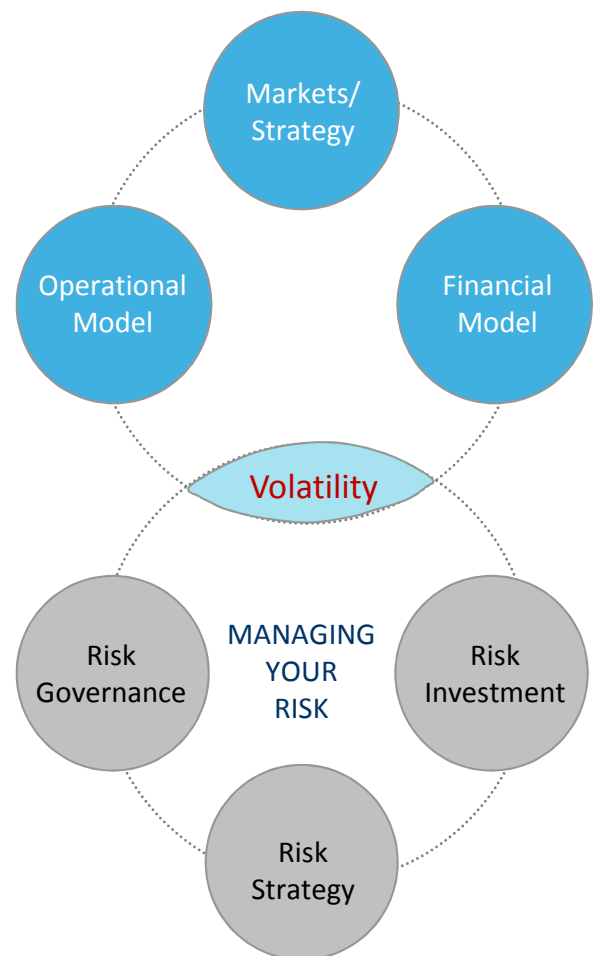 Markets/
Strategy
Operational
Model
Financial
Model
Volatility
Risk
Governance
MANAGING
YOUR
RISK
Risk
Investment
Risk
Strategy